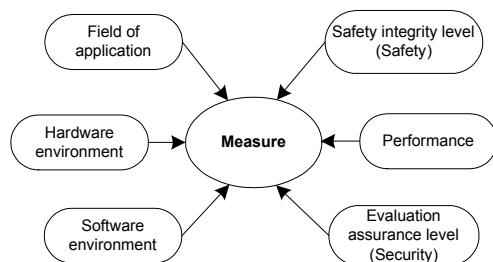 Field of
application
Safety integrity level
(Safety)
Hardware
environment
Measure
Performance
Software
environment
Evaluation
assurance level
(Security)